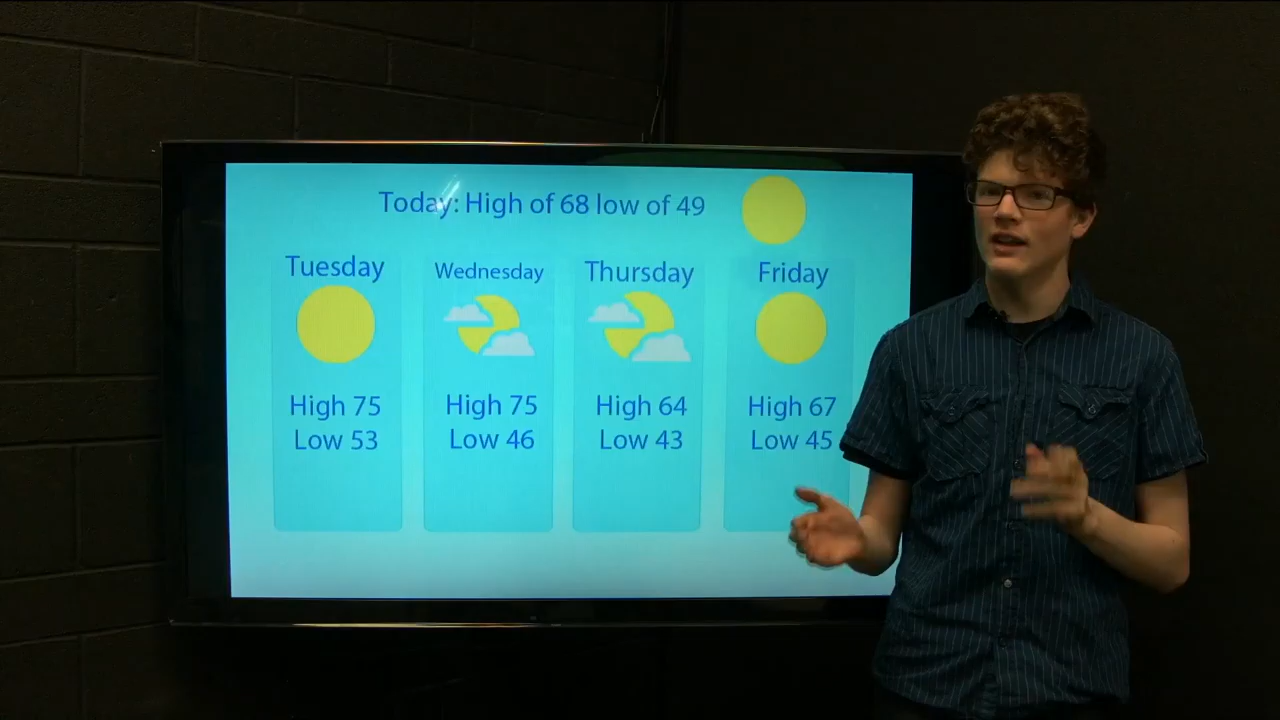 Today: High of 68 low of 49
Tuesday
High 75
Low 53
Wednesday
High 75
Low 46
Thursday
High 64
Low 43
Friday
High 67
Low 45